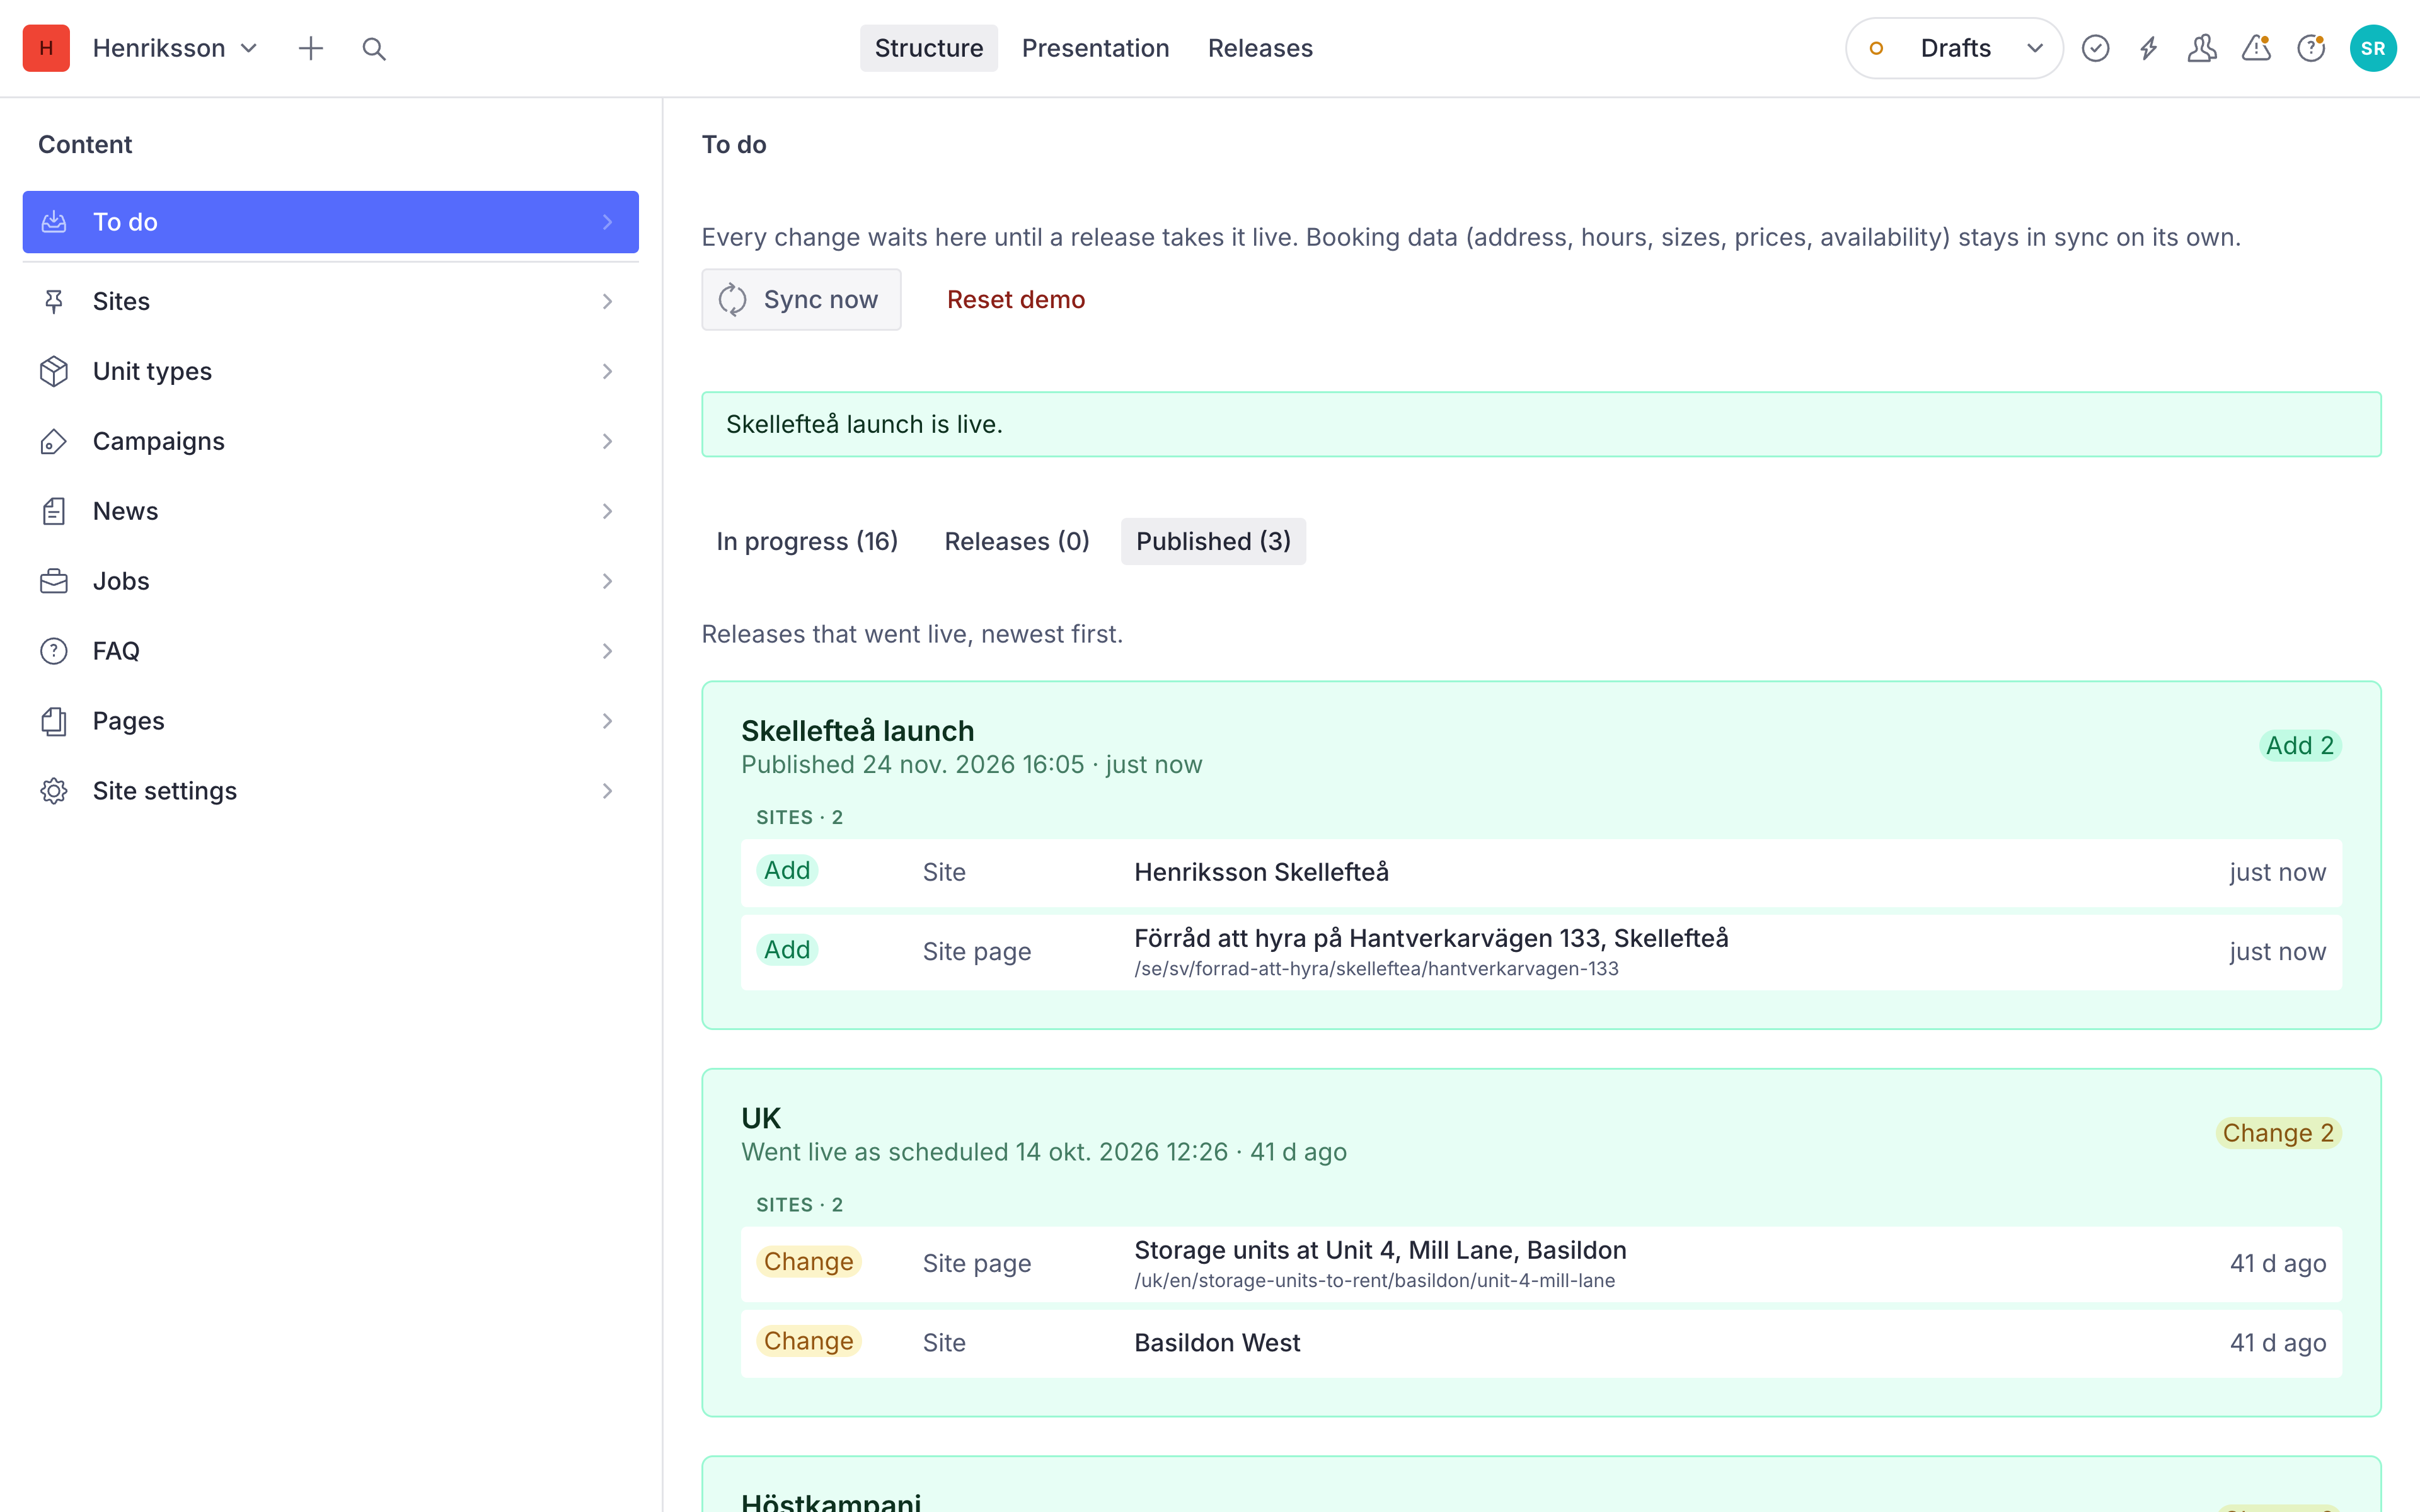 H Henriksson Structure Presentation Releases Drafts SR
Content
To do
Sites
Unit types
Campaigns
News
Jobs
FAQ
Pages
Site settings
To do
Every change waits here until a release takes it live. Booking data (address, hours, sizes, prices, availability) stays in sync on its own.
Sync now Reset demo
Skellefteå launch is live.
In progress (16) Releases (0) Published (3)
Releases that went live, newest first.
Skellefteå launch
Add 2
Published 24 nov. 2026 16:05 · just now
SITES · 2
Add Site Henriksson Skellefteå just now
Add Site page Förråd att hyra på Hantverkarvägen 133, Skellefteå just now
/se/sv/forrad-att-hyra/skelleftea/hantverkarvagen-133
UK
Change 2
Went live as scheduled 14 okt. 2026 12:26 · 41 d ago
SITES · 2
Change Site page Storage units at Unit 4, Mill Lane, Basildon 41 d ago
/uk/en/storage-units-to-rent/basildon/unit-4-mill-lane
Change Site Basildon West 41 d ago
Höstkampanj